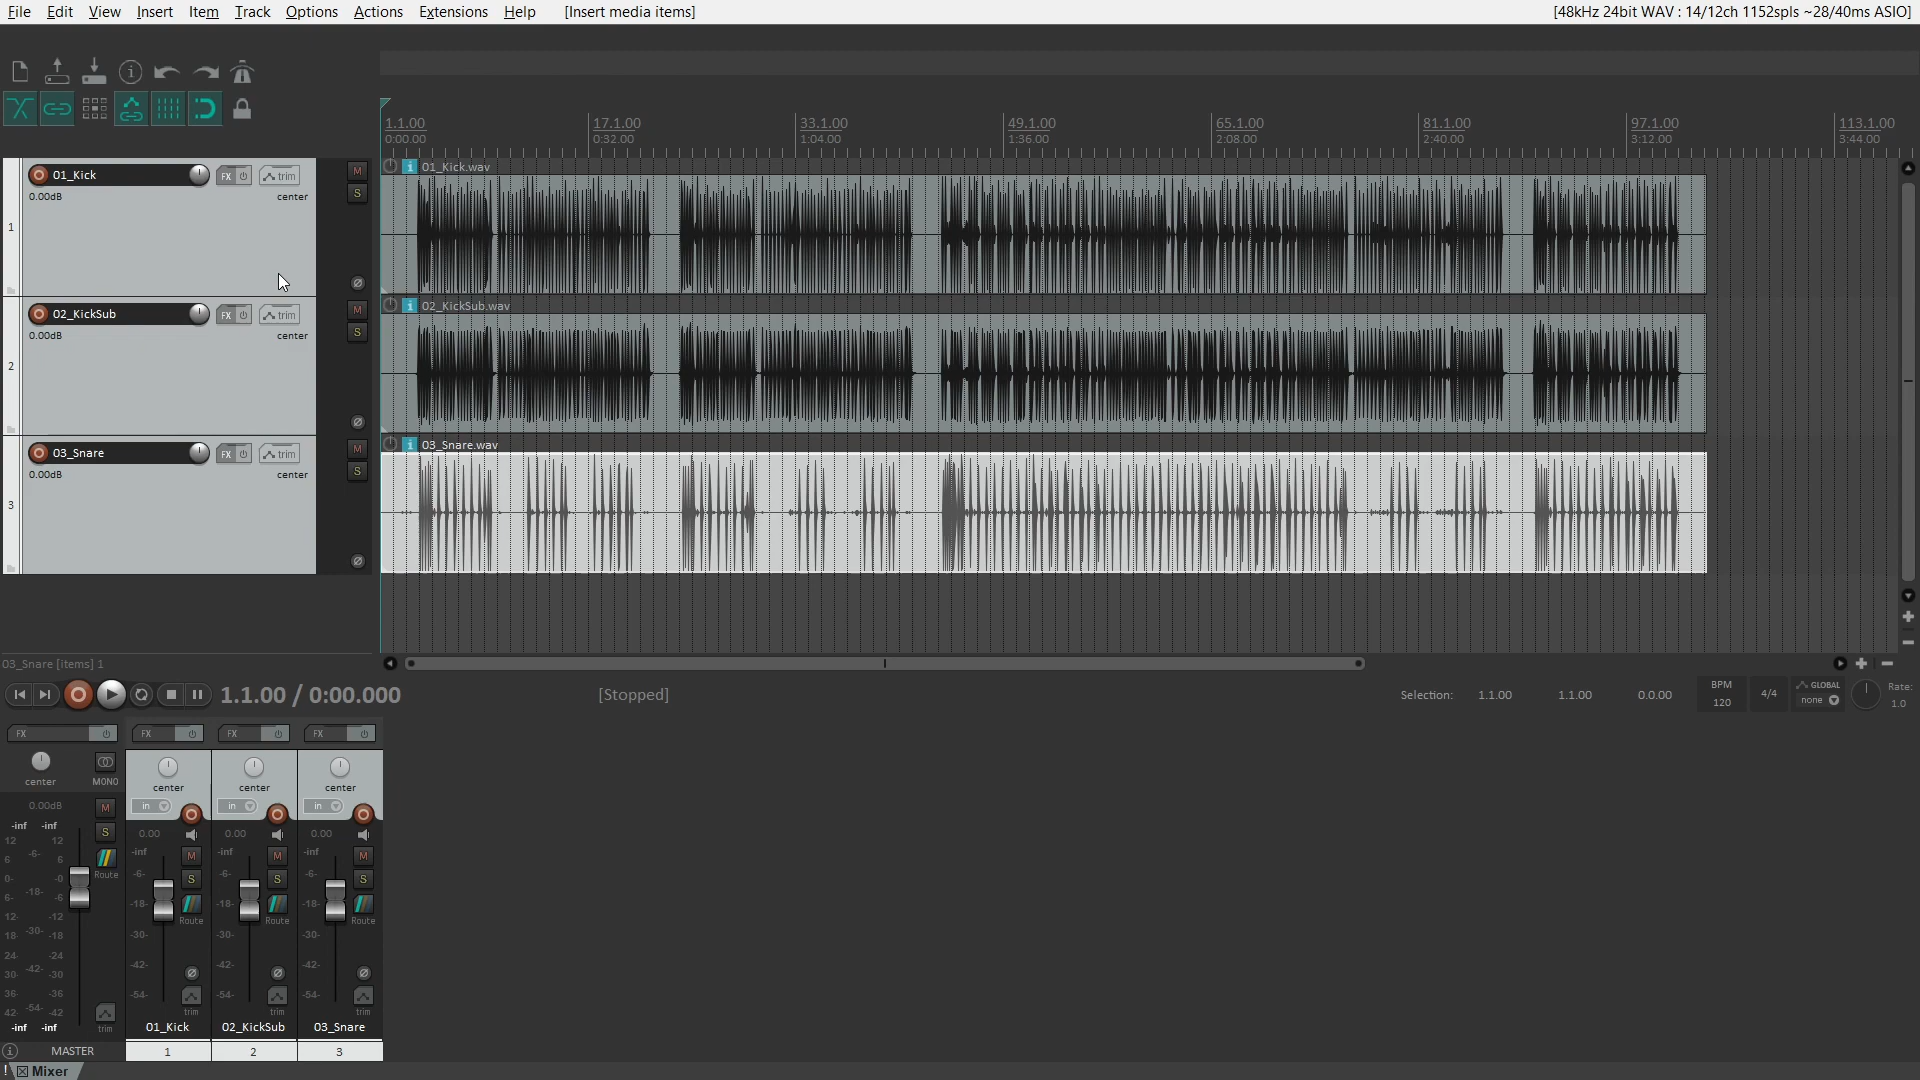 File Edit View Insert Item Track Options Actions Extensions Help [Insert media items] [48kHz 24bit WAV : 14/12ch 1152spls ~28/40ms ASIO]
1.1.00 17.1.00 33.1.00 49.1.00 65.1.00 81.1.00 97.1.00 113.1.00
0:00.00 0:32.00 1:04.00 1:36.00 2:08.00 2:40.00 3:12.00 3:44.00
01_Kick FX trim M
0.00dB center S
1
01_Kick.wav
02_KickSub FX trim M
0.00dB center S
2
02_KickSub.wav
03_Snare FX trim M
0.00dB center S
3
03_Snare.wav
03_Snare [items] 1
1.1.00 / 0:00.000 [Stopped] Selection: 1.1.00 1.1.00 0.0.00 BPM 120 4/4 GLOBAL none Rate: 1.0
FX FX FX FX
center MONO center center center
in in in
0.00dB M 0.00 0.00 0.00
-inf -inf S -inf M -inf M -inf M
12 12 -6- S -6- S -6- S
6 -6- 6 Route -18- Route -18- Route -18- Route
0- -0
6- -18- -6
12- -12
18- -30- -18 -30- -30- -30-
24- -24
30- -42- -30 -42- -42- -42-
36- -36
42- -54- -42 -54- -54- -54-
-inf -inf trim trim trim trim
01_Kick 02_KickSub 03_Snare
MASTER 1 2 3
! Mixer